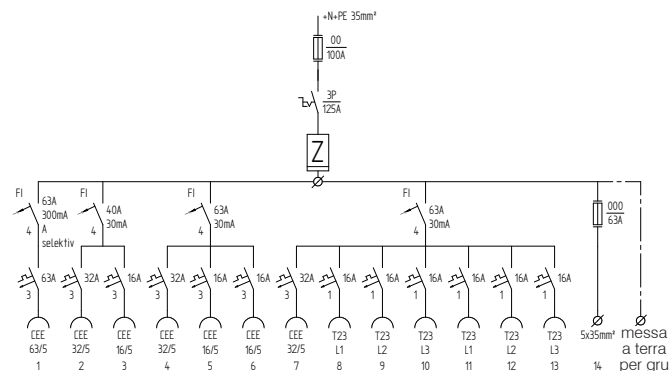 +N+PE 35mm²
00
100A
3P
125A
Z
FI
63A
300mA
A
selektiv
4
FI
40A
30mA
4
FI
63A
30mA
4
FI
63A
30mA
4
000
63A
63A
3
32A
3
16A
3
32A
3
16A
3
16A
3
32A
3
16A
1
16A
1
16A
1
16A
1
16A
1
16A
1
CEE
63/5
1
CEE
32/5
2
CEE
16/5
3
CEE
32/5
4
CEE
16/5
5
CEE
16/5
6
CEE
32/5
7
T23
L1
8
T23
L2
9
T23
L3
10
T23
L1
11
T23
L2
12
T23
L3
13
5x35mm²
14
messa
a terra
per gru